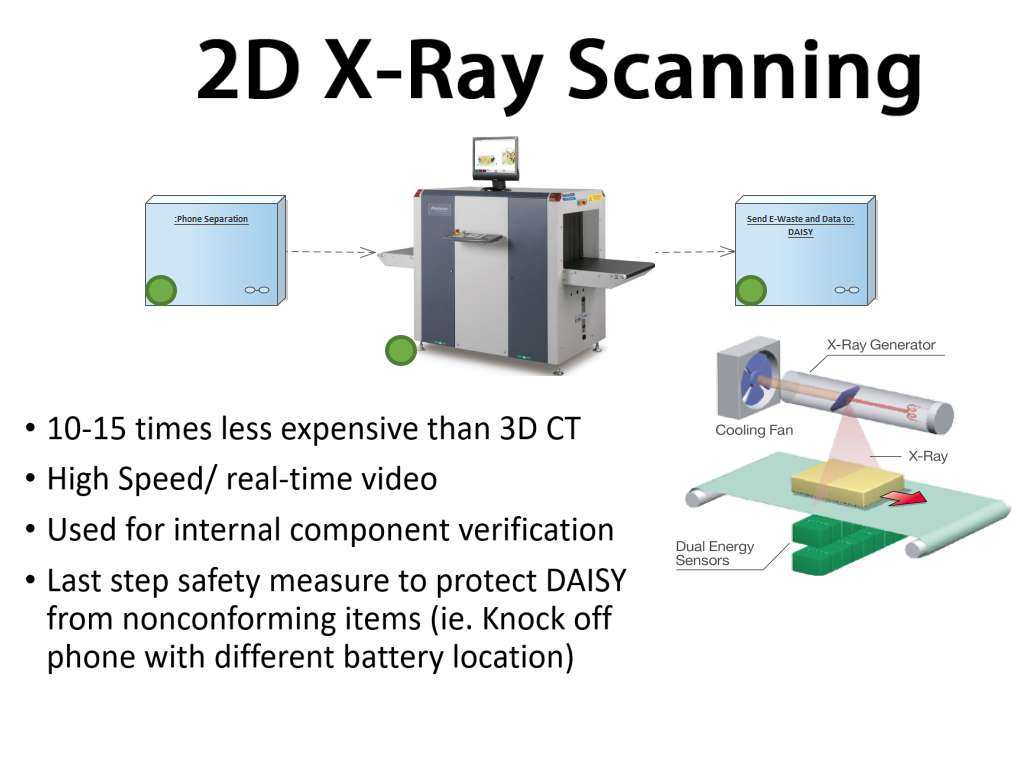 2D X-Ray Scanning
:Phone Separation
Send E-Waste and Data to:
DAISY
X-Ray Generator
Cooling Fan
X-Ray
Dual Energy
Sensors
• 10-15 times less expensive than 3D CT
• High Speed/ real-time video
• Used for internal component verification
• Last step safety measure to protect DAISY
from nonconforming items (ie. Knock off
phone with different battery location)